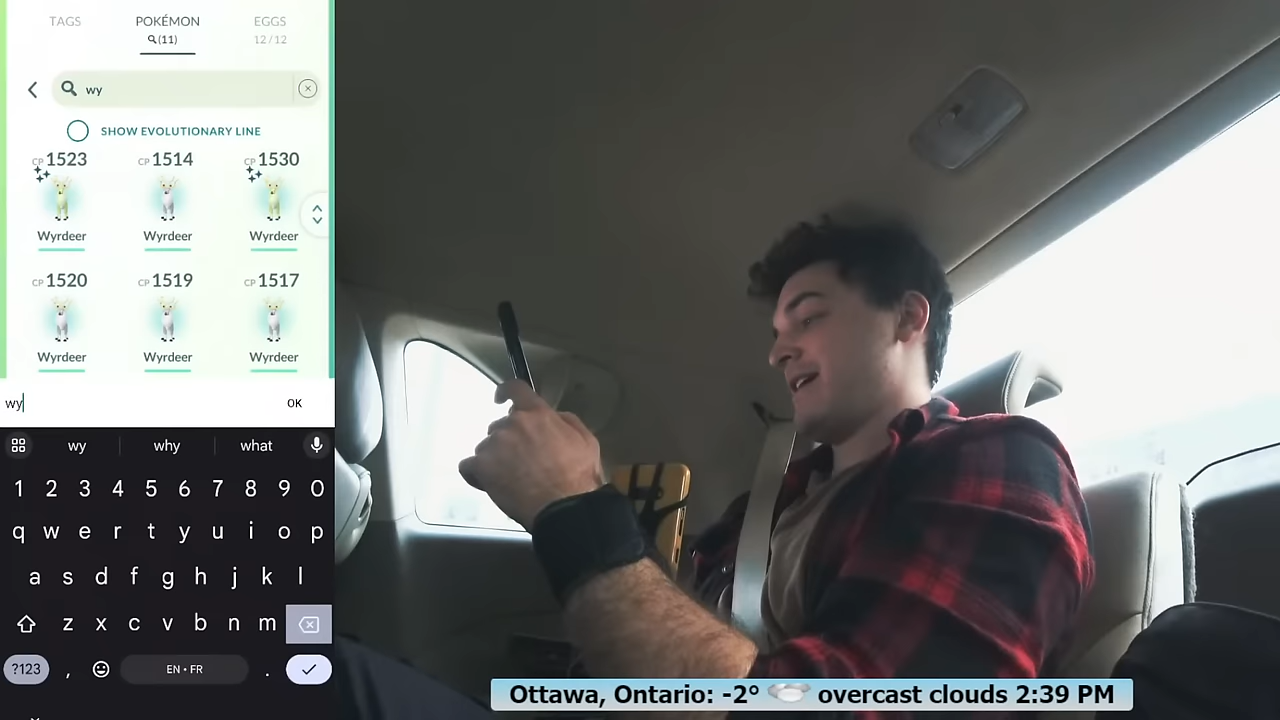 TAGS
POKÉMON
EGGS
(11)
12/12
wy
SHOW EVOLUTIONARY LINE
CP 1523
CP 1514
CP 1530
Wyrdeer
Wyrdeer
Wyrdeer
CP 1520
CP 1519
CP 1517
Wyrdeer
Wyrdeer
Wyrdeer
wy
OK
wy
why
what
1 2 3 4 5 6 7 8 9 0
q w e r t y u i o p
a s d f g h j k l
z x c v b n m
?123
,
EN • FR
.
Ottawa, Ontario: -2° overcast clouds 2:39 PM